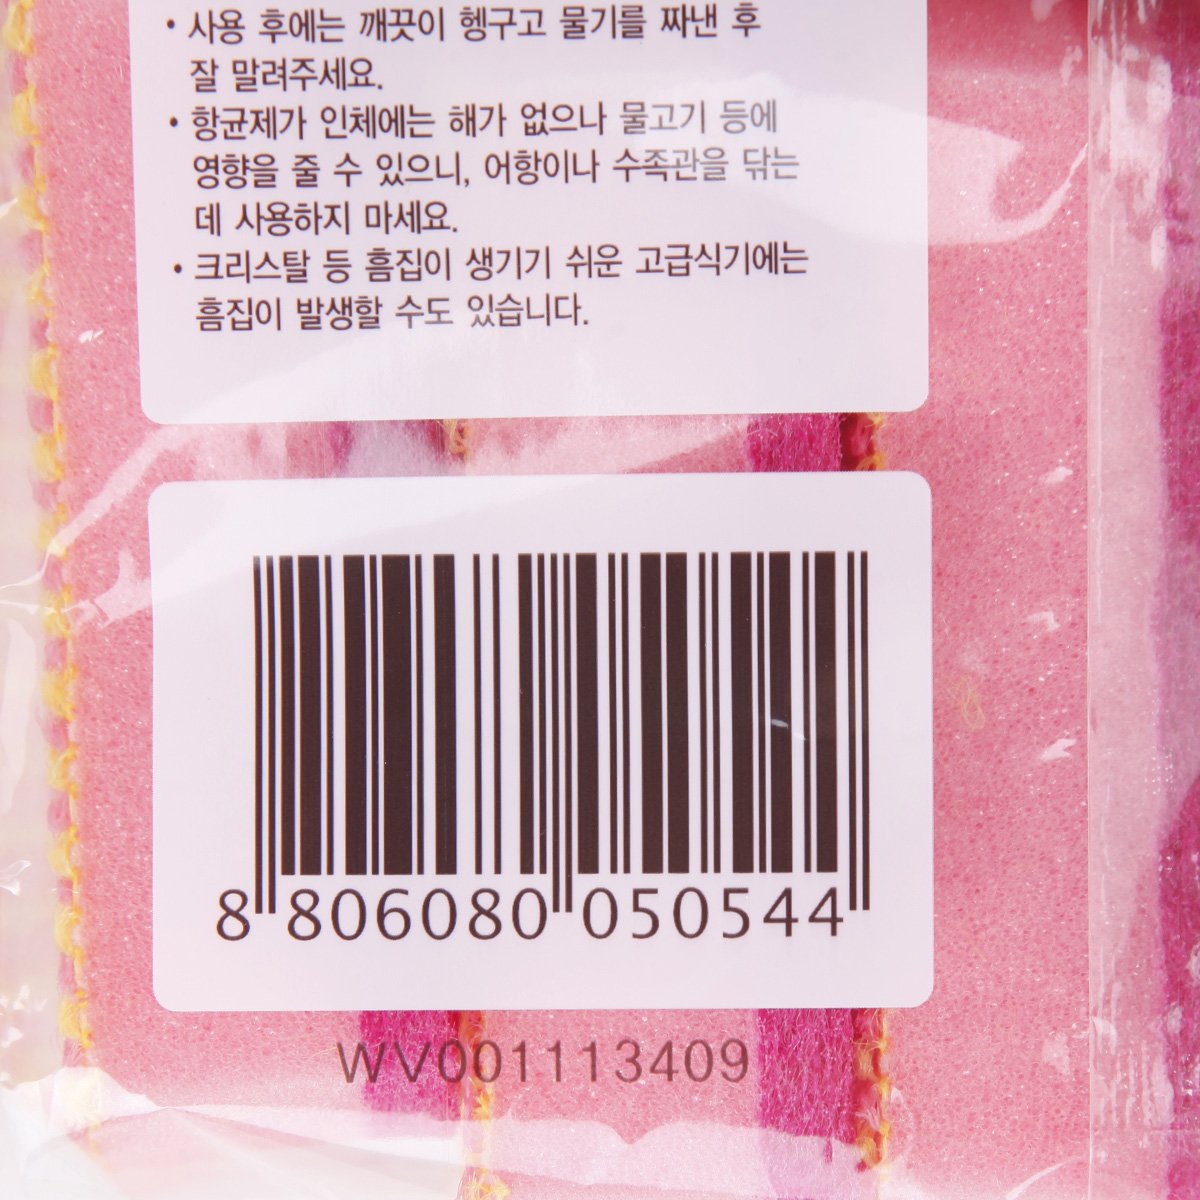 • 사용 후에는 깨끗이 헹구고 물기를 짜낸 후
잘 말려주세요.
• 항균제가 인체에는 해가 없으나 물고기 등에
영향을 줄 수 있으니, 어항이나 수족관을 닦는
데 사용하지 마세요.
• 크리스탈 등 흠집이 생기기 쉬운 고급식기에는
흠집이 발생할 수도 있습니다.
8 806080 050544
WV001113409